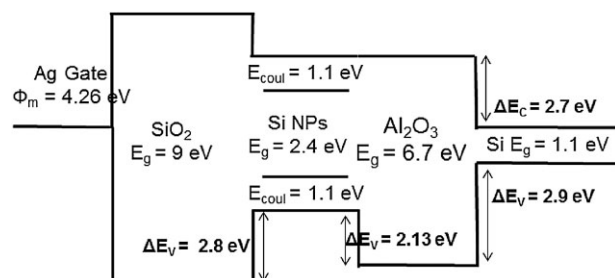 Ag Gate
Φm = 4.26 eV
SiO₂
Eg = 9 eV
Ecoul = 1.1 eV
Si NPs
Eg = 2.4 eV
Ecoul = 1.1 eV
Al₂O₃
Eg = 6.7 eV
ΔEC = 2.7 eV
Si Eg = 1.1 eV
ΔEV = 2.9 eV
ΔEV = 2.8 eV
ΔEV = 2.13 eV